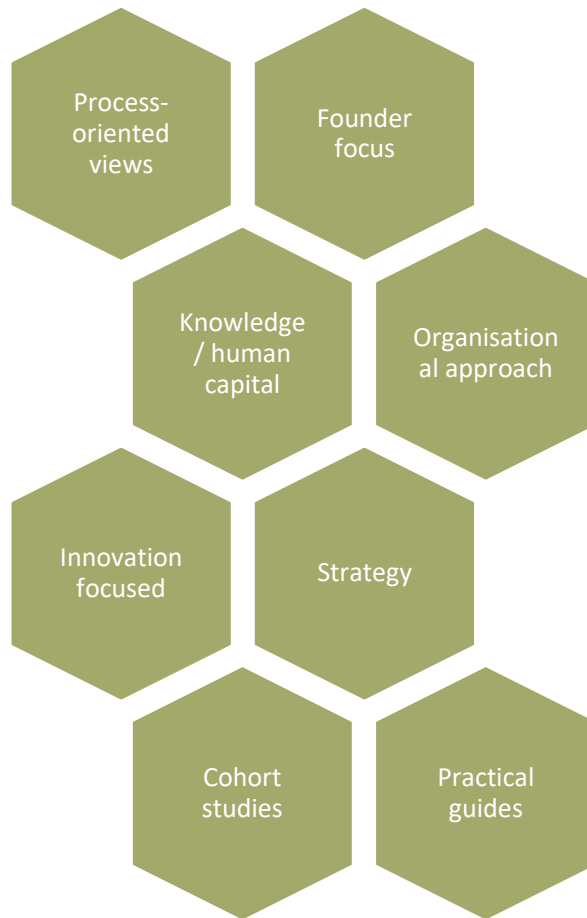 Process-
oriented
views
Founder
focus
Knowledge
/ human
capital
Organisation
al approach
Innovation
focused
Strategy
Cohort
studies
Practical
guides